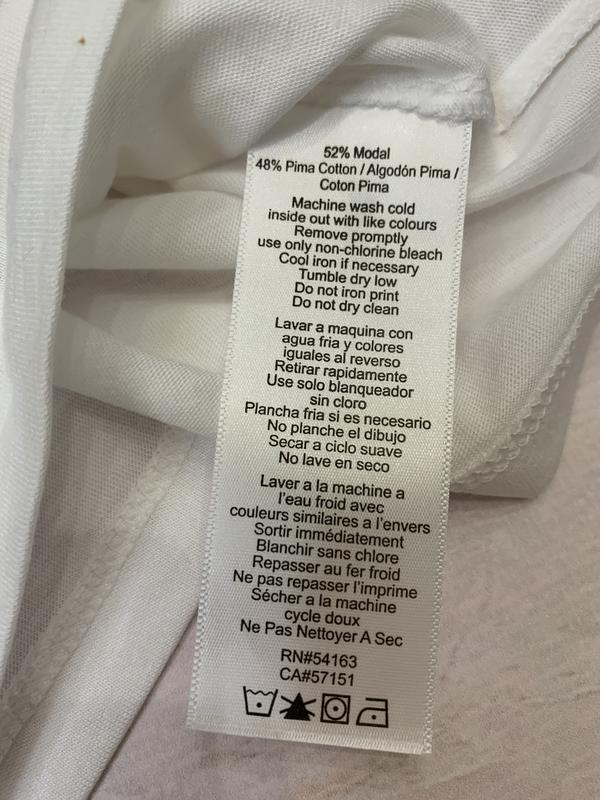 52% Modal
48% Pima Cotton / Algodón Pima /
Coton Pima
Machine wash cold
inside out with like colours
Remove promptly
use only non-chlorine bleach
Cool iron if necessary
Tumble dry low
Do not iron print
Do not dry clean
Lavar a maquina con
agua fria y colores
iguales al reverso
Retirar rapidamente
Use solo blanqueador
sin cloro
Plancha fria si es necesario
No planche el dibujo
Secar a ciclo suave
No lave en seco
Laver a la machine a
l'eau froid avec
couleurs similaires a l'envers
Sortir immédiatement
Blanchir sans chlore
Repasser au fer froid
Ne pas repasser l'imprime
Sécher a la machine
cycle doux
Ne Pas Nettoyer A Sec
RN#54163
CA#57151